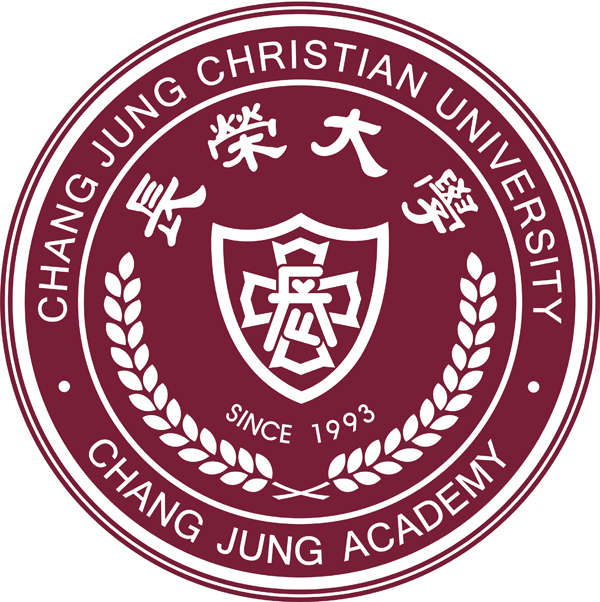 CHANG JUNG CHRISTIAN UNIVERSITY
長榮大學
SINCE 1993
CHANG JUNG ACADEMY